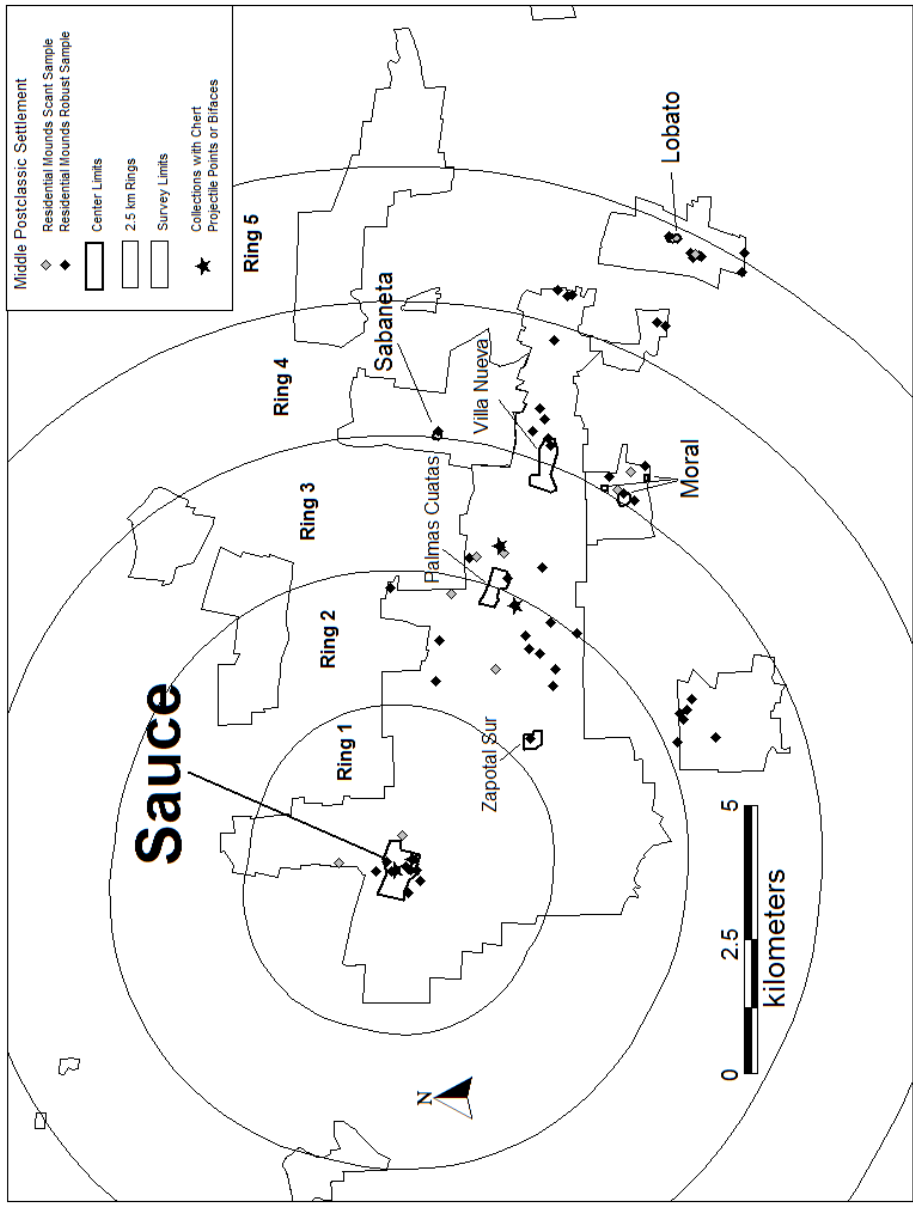 Middle Postclassic Settlement
Residential Mounds Scant Sample
Residential Mounds Robust Sample
Center Limits
2.5 km Rings
Survey Limits
Collections with Chert
Projectile Points or Bifaces
Ring 5
Ring 4
Ring 3
Ring 2
Ring 1
Sauce
Sabaneta
Lobato
Villa Nueva
Palmas Cuatas
Moral
Zapotal Sur
N
0 2.5 5
kilometers